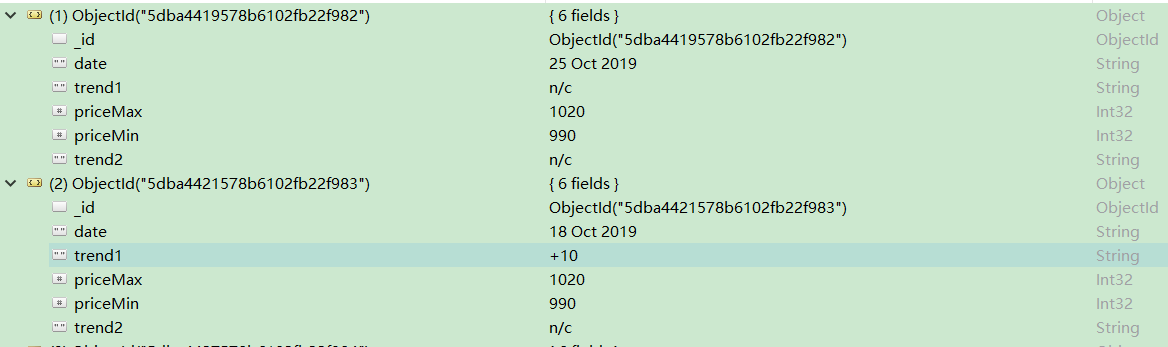 (1) ObjectId("5dba4419578b6102fb22f982") { 6 fields } Object
_id ObjectId("5dba4419578b6102fb22f982") ObjectId
date 25 Oct 2019 String
trend1 n/c String
priceMax 1020 Int32
priceMin 990 Int32
trend2 n/c String
(2) ObjectId("5dba4421578b6102fb22f983") { 6 fields } Object
_id ObjectId("5dba4421578b6102fb22f983") ObjectId
date 18 Oct 2019 String
trend1 +10 String
priceMax 1020 Int32
priceMin 990 Int32
trend2 n/c String